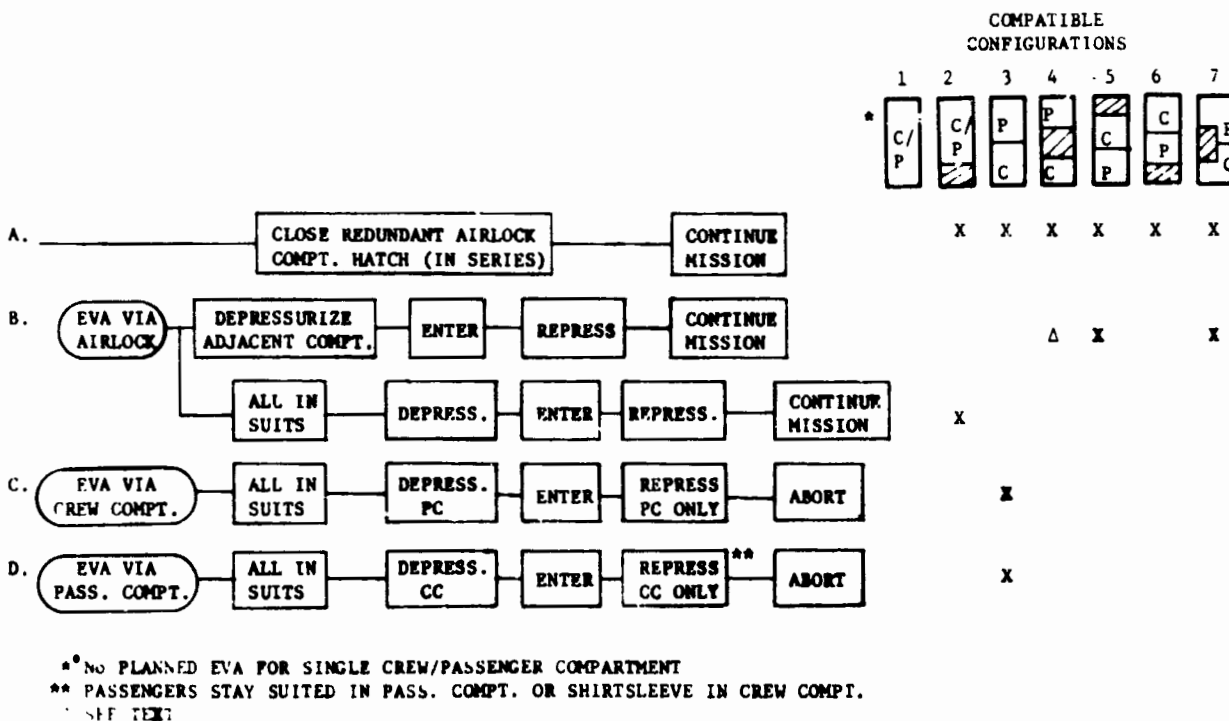 COMPATIBLE
CONFIGURATIONS
1 2 3 4 5 6 7
* C/P C/P P C P C C P C P
A. CLOSE REDUNDANT AIRLOCK COMPT. HATCH (IN SERIES) CONTINUE MISSION X X X X X X
B. EVA VIA AIRLOCK DEPRESSURIZE ADJACENT COMPT. ENTER REPRESS CONTINUE MISSION Δ X X
ALL IN SUITS DEPRESS. ENTER REPRESS. CONTINUE MISSION X
C. EVA VIA CREW COMPT. ALL IN SUITS DEPRESS. PC ENTER REPRESS PC ONLY ABORT X
D. EVA VIA PASS. COMPT. ALL IN SUITS DEPRESS. CC ENTER REPRESS CC ONLY ** ABORT X
* NO PLANNED EVA FOR SINGLE CREW/PASSENGER COMPARTMENT
** PASSENGERS STAY SUITED IN PASS. COMPT. OR SHIRTSLEEVE IN CREW COMPT.
SEE TEXT